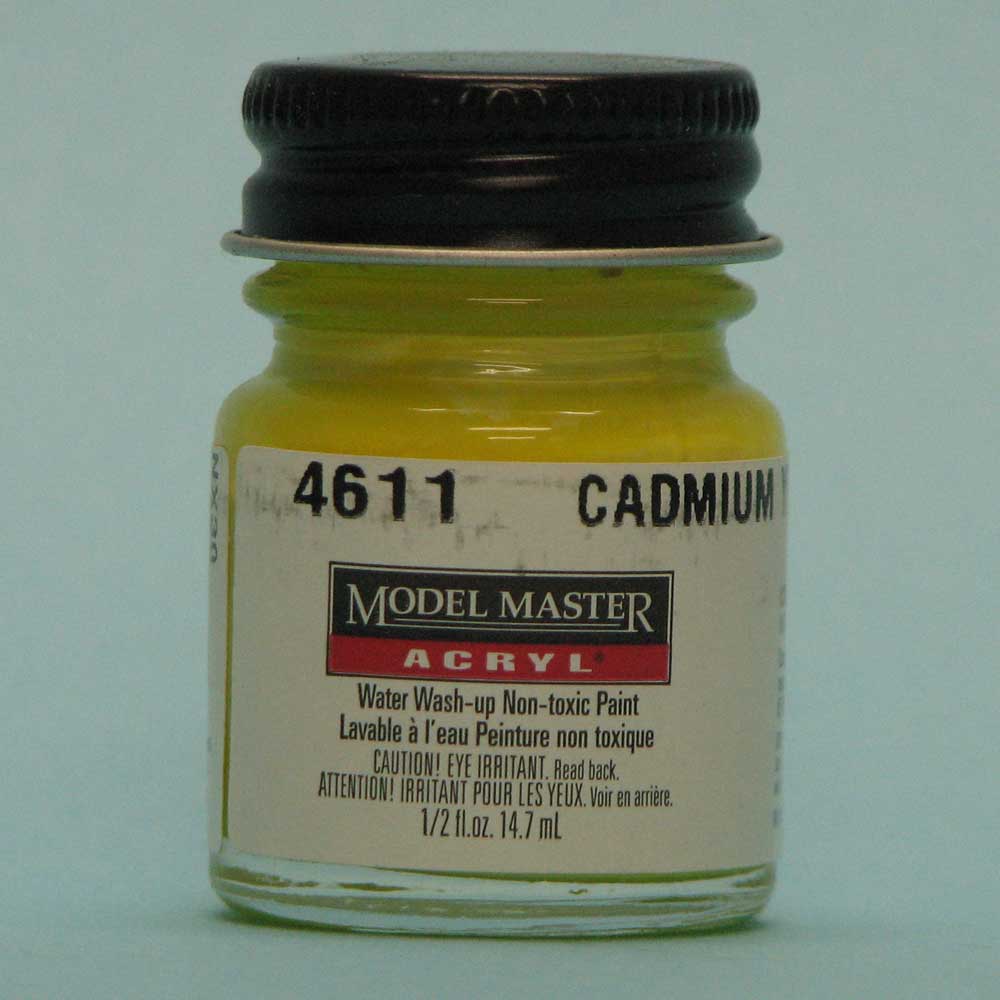 4611 CADMIUM
MODEL MASTER
ACRYL®
Water Wash-up Non-toxic Paint
Lavable à l'eau Peinture non toxique
CAUTION! EYE IRRITANT. Read back.
ATTENTION! IRRITANT POUR LES YEUX. Voir en arrière.
1/2 fl.oz. 14.7 mL